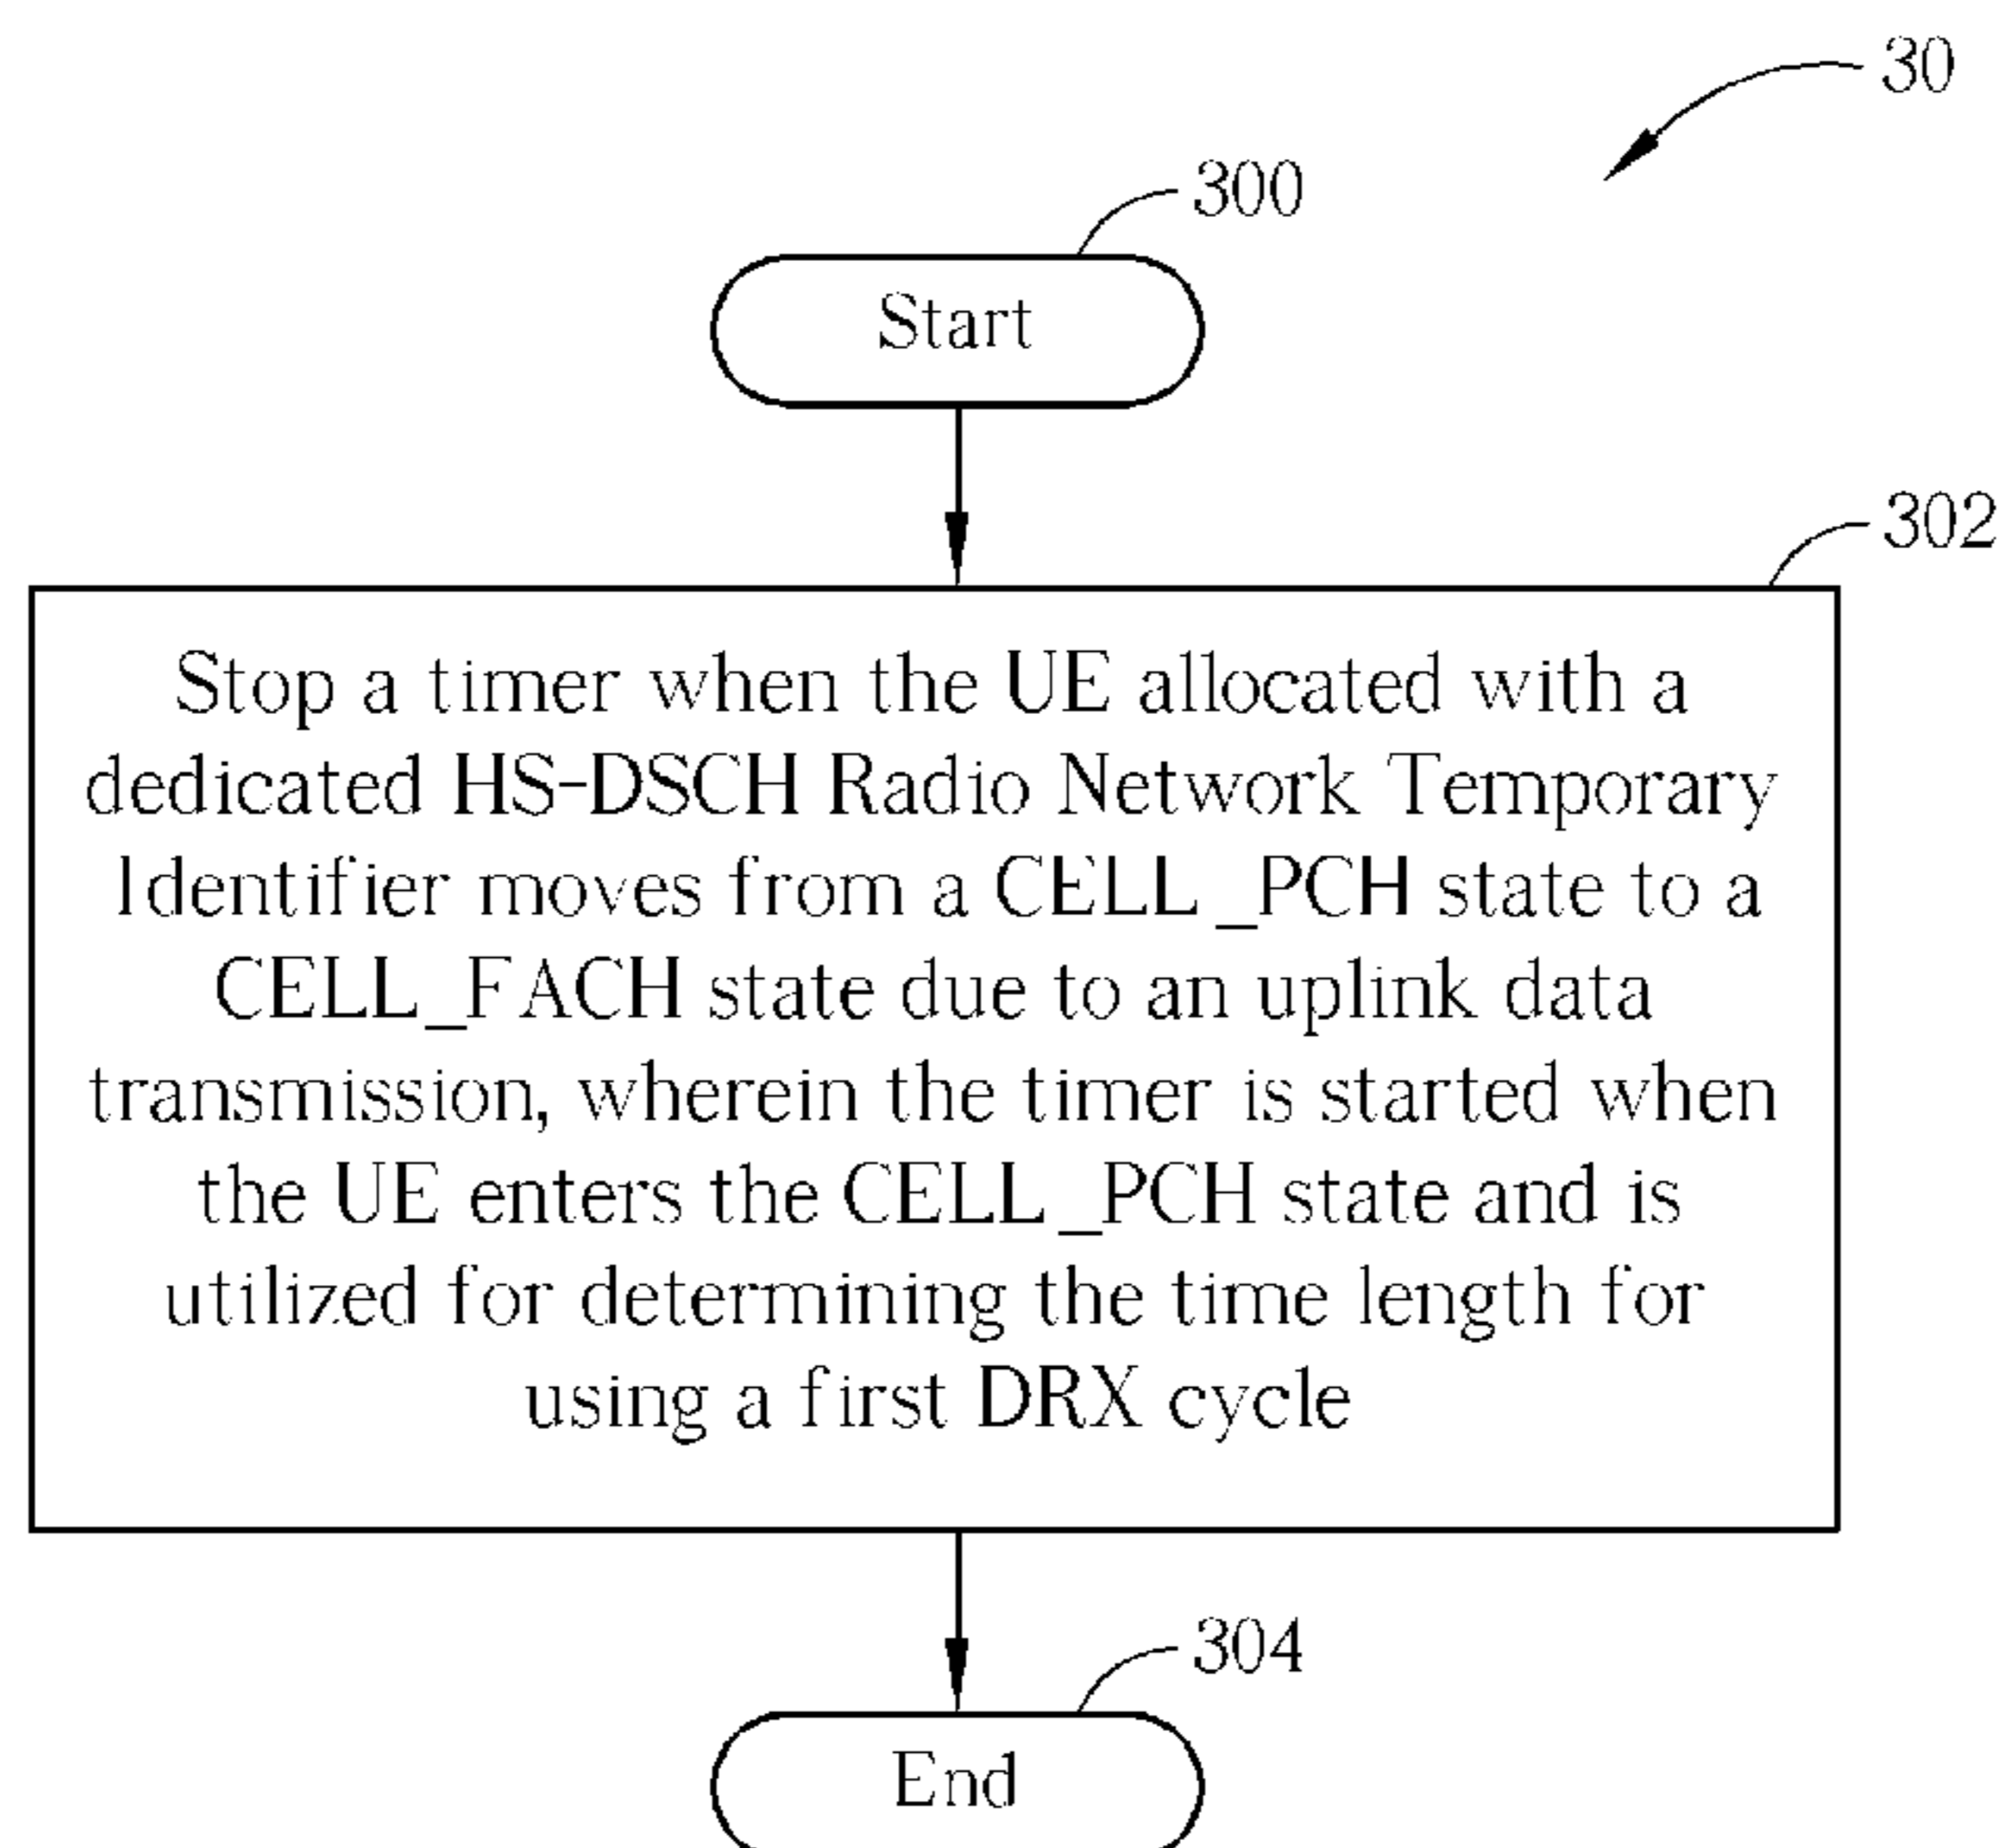 30
300
Start
302
Stop a timer when the UE allocated with a
dedicated HS-DSCH Radio Network Temporary
Identifier moves from a CELL_PCH state to a
CELL_FACH state due to an uplink data
transmission, wherein the timer is started when
the UE enters the CELL_PCH state and is
utilized for determining the time length for
using a first DRX cycle
304
End